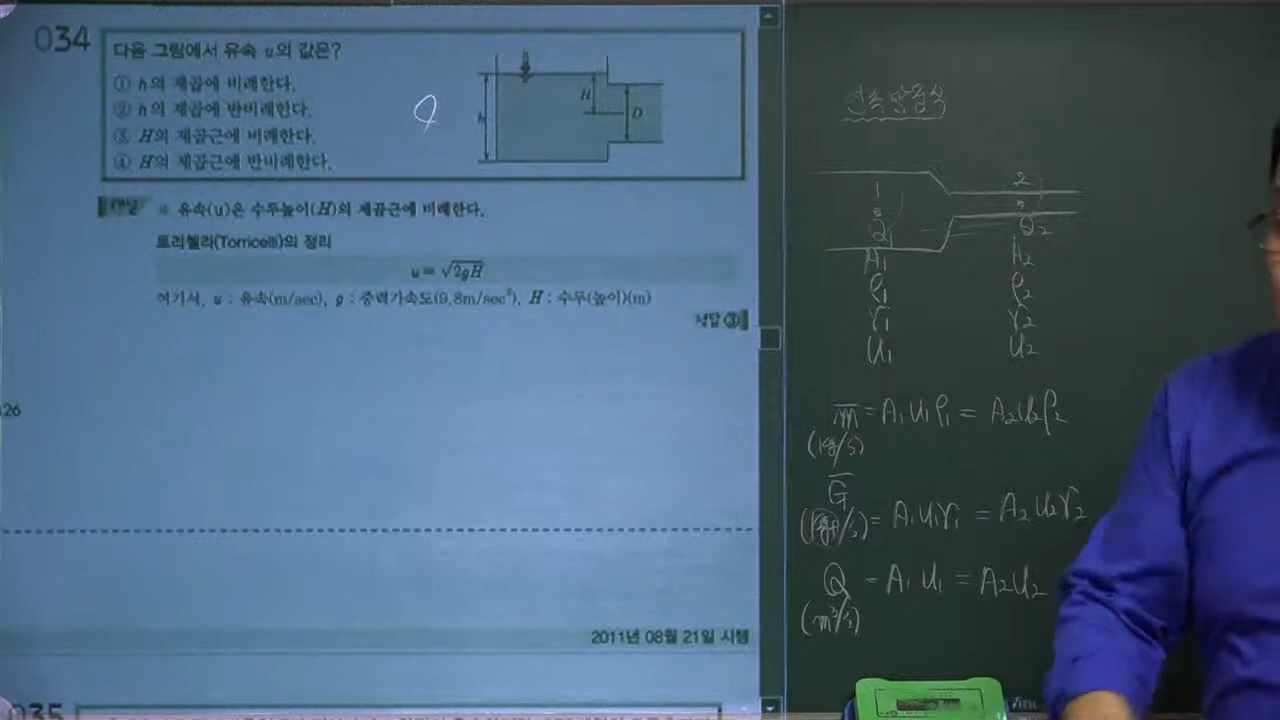 034
다음 그림에서 유속 u의 값은?
① h의 제곱에 비례한다.
② h의 제곱에 반비례한다.
③ H의 제곱근에 비례한다.
④ H의 제곱근에 반비례한다.
H
h
D
해설 ※ 유속(u)은 수두높이(H)의 제곱근에 비례한다.
토리첼리(Torricelli)의 정리
u = √2gH
여기서, u : 유속(m/sec), g : 중력가속도(9.8m/sec²), H : 수두(높이)(m)
정답 ③
2011년 08월 21일 시행
035
연속방정식
1 2
Q₁ Q₂
A₁ A₂
ρ₁ ρ₂
γ₁ γ₂
u₁ u₂
m̅ = A₁u₁ρ₁ = A₂u₂ρ₂
(kg/s)
G̅
(kgf/s) = A₁u₁γ₁ = A₂u₂γ₂
Q = A₁u₁ = A₂u₂
(m³/s)